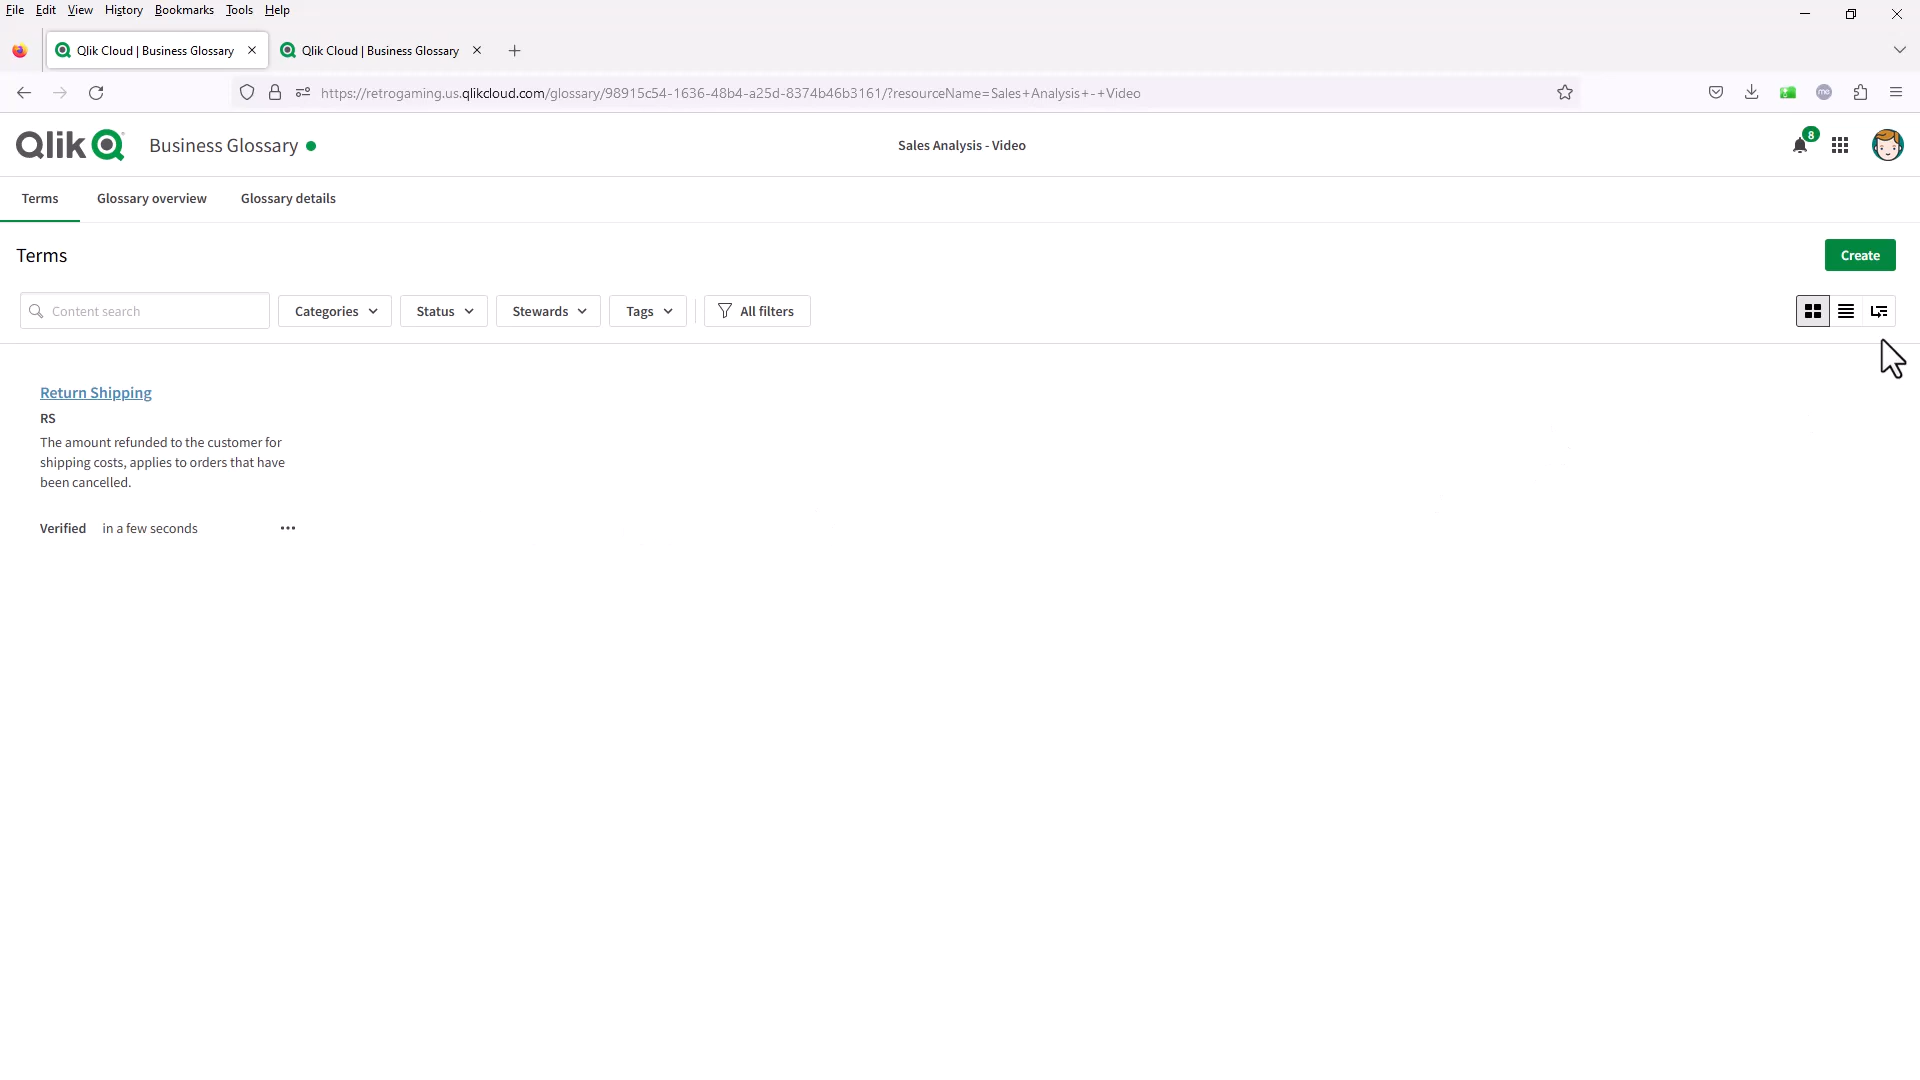 File Edit View History Bookmarks Tools Help
Qlik Cloud | Business Glossary
Qlik Cloud | Business Glossary
https://retrogaming.us.qlikcloud.com/glossary/98915c54-1636-48b4-a25d-8374b46b3161/?resourceName=Sales+Analysis+-+Video
Qlik Business Glossary
Sales Analysis - Video
8
Terms Glossary overview Glossary details
Terms
Create
Content search
Categories Status Stewards Tags All filters
Return Shipping
RS
The amount refunded to the customer for
shipping costs, applies to orders that have
been cancelled.
Verified in a few seconds